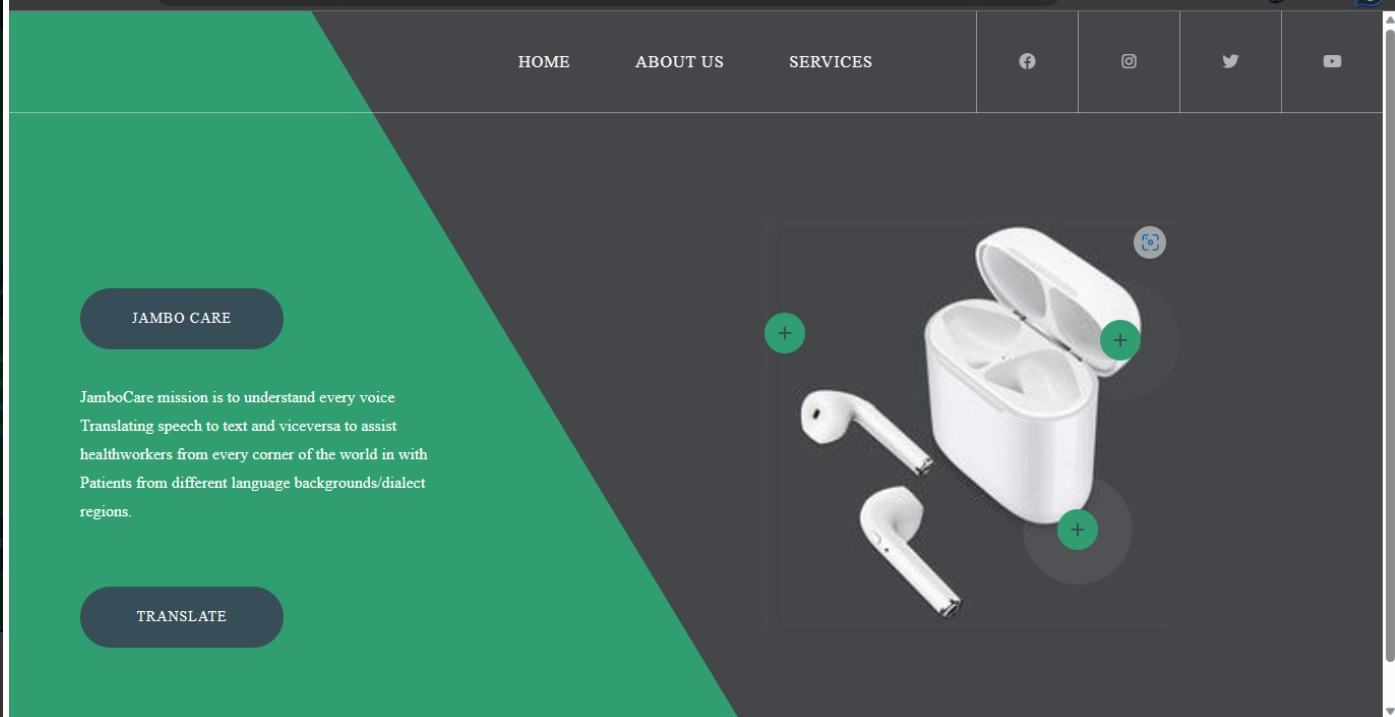 HOME
ABOUT US
SERVICES
JAMBO CARE
JamboCare mission is to understand every voice
Translating speech to text and viceversa to assist
healthworkers from every corner of the world in with
Patients from different language backgrounds/dialect
regions.
TRANSLATE